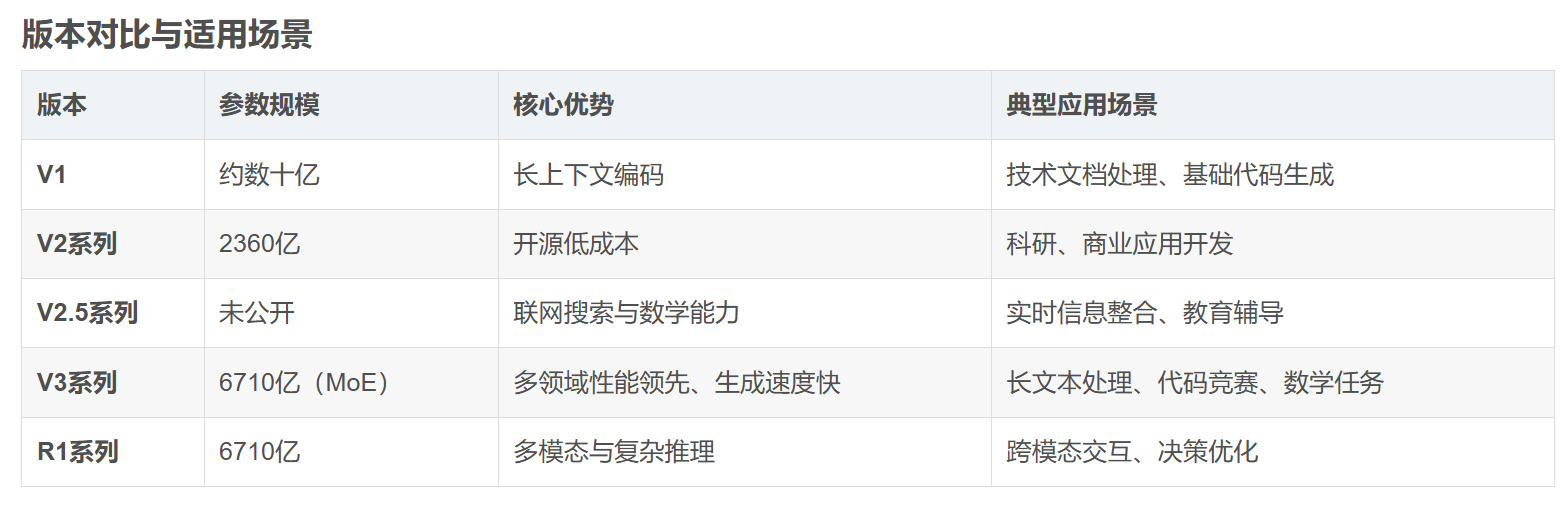 版本对比与适用场景
版本 参数规模 核心优势 典型应用场景
V1 约数十亿 长上下文编码 技术文档处理、基础代码生成
V2系列 2360亿 开源低成本 科研、商业应用开发
V2.5系列 未公开 联网搜索与数学能力 实时信息整合、教育辅导
V3系列 6710亿（MoE） 多领域性能领先、生成速度快 长文本处理、代码竞赛、数学任务
R1系列 6710亿 多模态与复杂推理 跨模态交互、决策优化